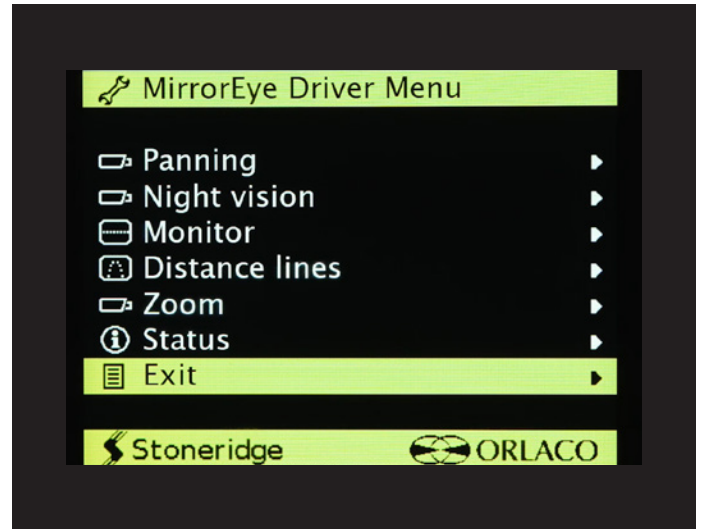 MirrorEye Driver Menu
Panning
Night vision
Monitor
Distance lines
Zoom
Status
Exit
Stoneridge ORLACO